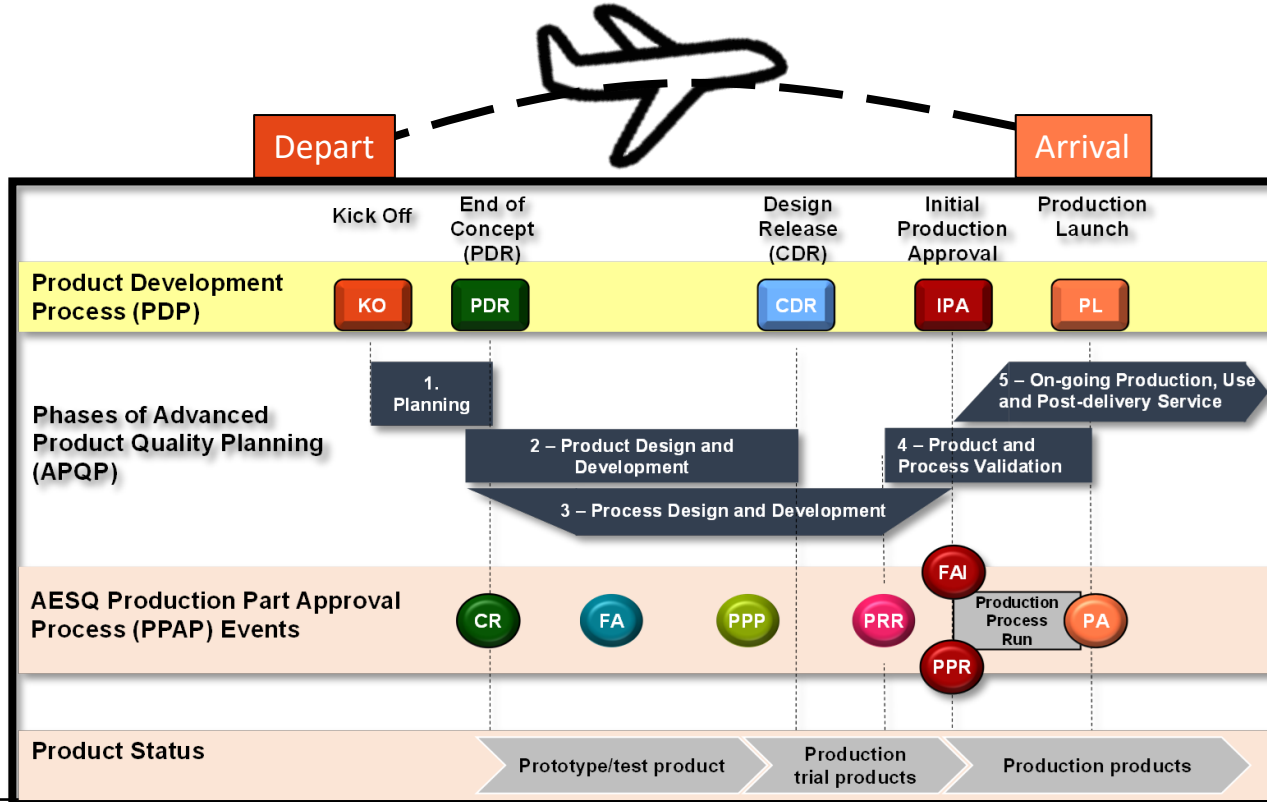 Depart
Arrival
Kick Off
End of
Concept
(PDR)
Design
Release
(CDR)
Initial
Production
Approval
Production
Launch
Product Development
Process (PDP)
KO
PDR
CDR
IPA
PL
Phases of Advanced
Product Quality Planning
(APQP)
1.
Planning
2 – Product Design and
Development
3 – Process Design and Development
4 – Product and
Process Validation
5 – On-going Production, Use
and Post-delivery Service
AESQ Production Part Approval
Process (PPAP) Events
CR
FA
PPP
PRR
FAI
PPR
Production
Process
Run
PA
Product Status
Prototype/test product
Production
trial products
Production products